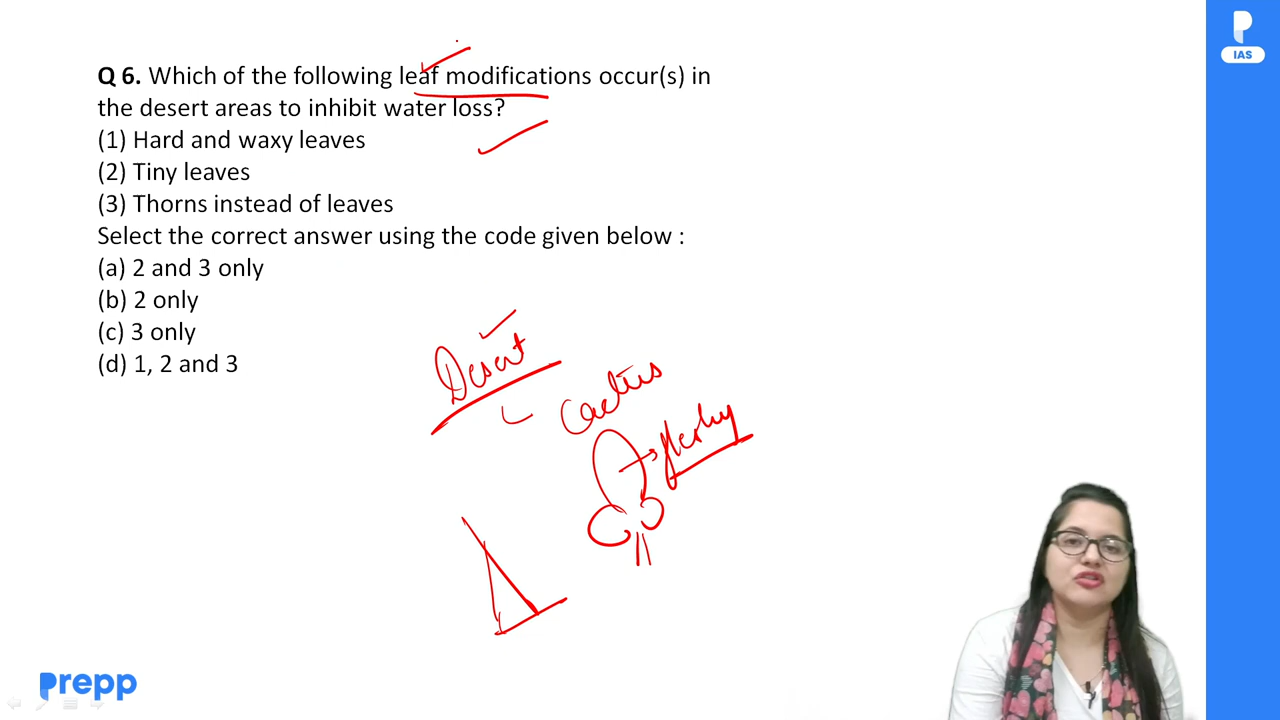 Q 6. Which of the following leaf modifications occur(s) in
the desert areas to inhibit water loss?
(1) Hard and waxy leaves
(2) Tiny leaves
(3) Thorns instead of leaves
Select the correct answer using the code given below :
(a) 2 and 3 only
(b) 2 only
(c) 3 only
(d) 1, 2 and 3
Desert
Cactus
fleshy
prepp
IAS